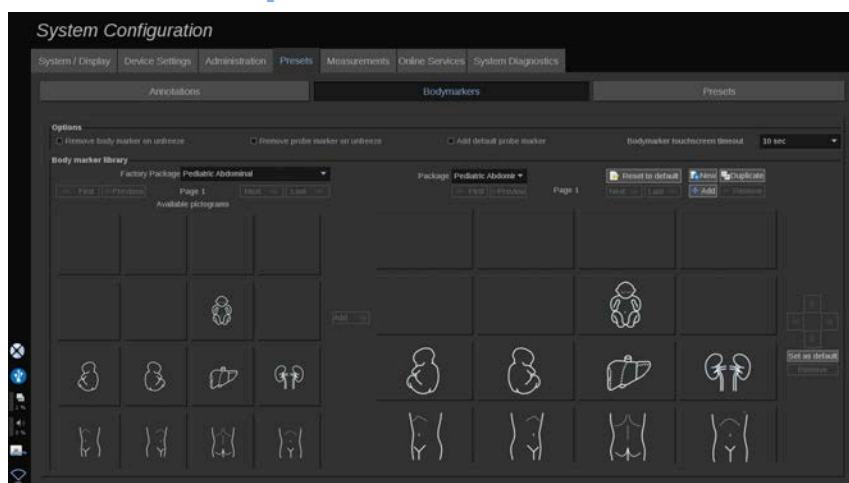 System Configuration
System / Display Device Settings Administration Presets Measurements Online Services System Diagnostics
Annotations Bodymarkers Presets
Options
Remove body marker on unfreeze Remove probe marker on unfreeze Add default probe marker Bodymarker touchscreen timeout 10 sec
Body marker library
Factory Package Pediatric Abdominal Package Pediatric Abdomir Reset to default New Duplicate
First Previous Page 1 Next Last First Previous Page 1 Next Last Add Remove
Available pictograms
Add
Set as default
Remove